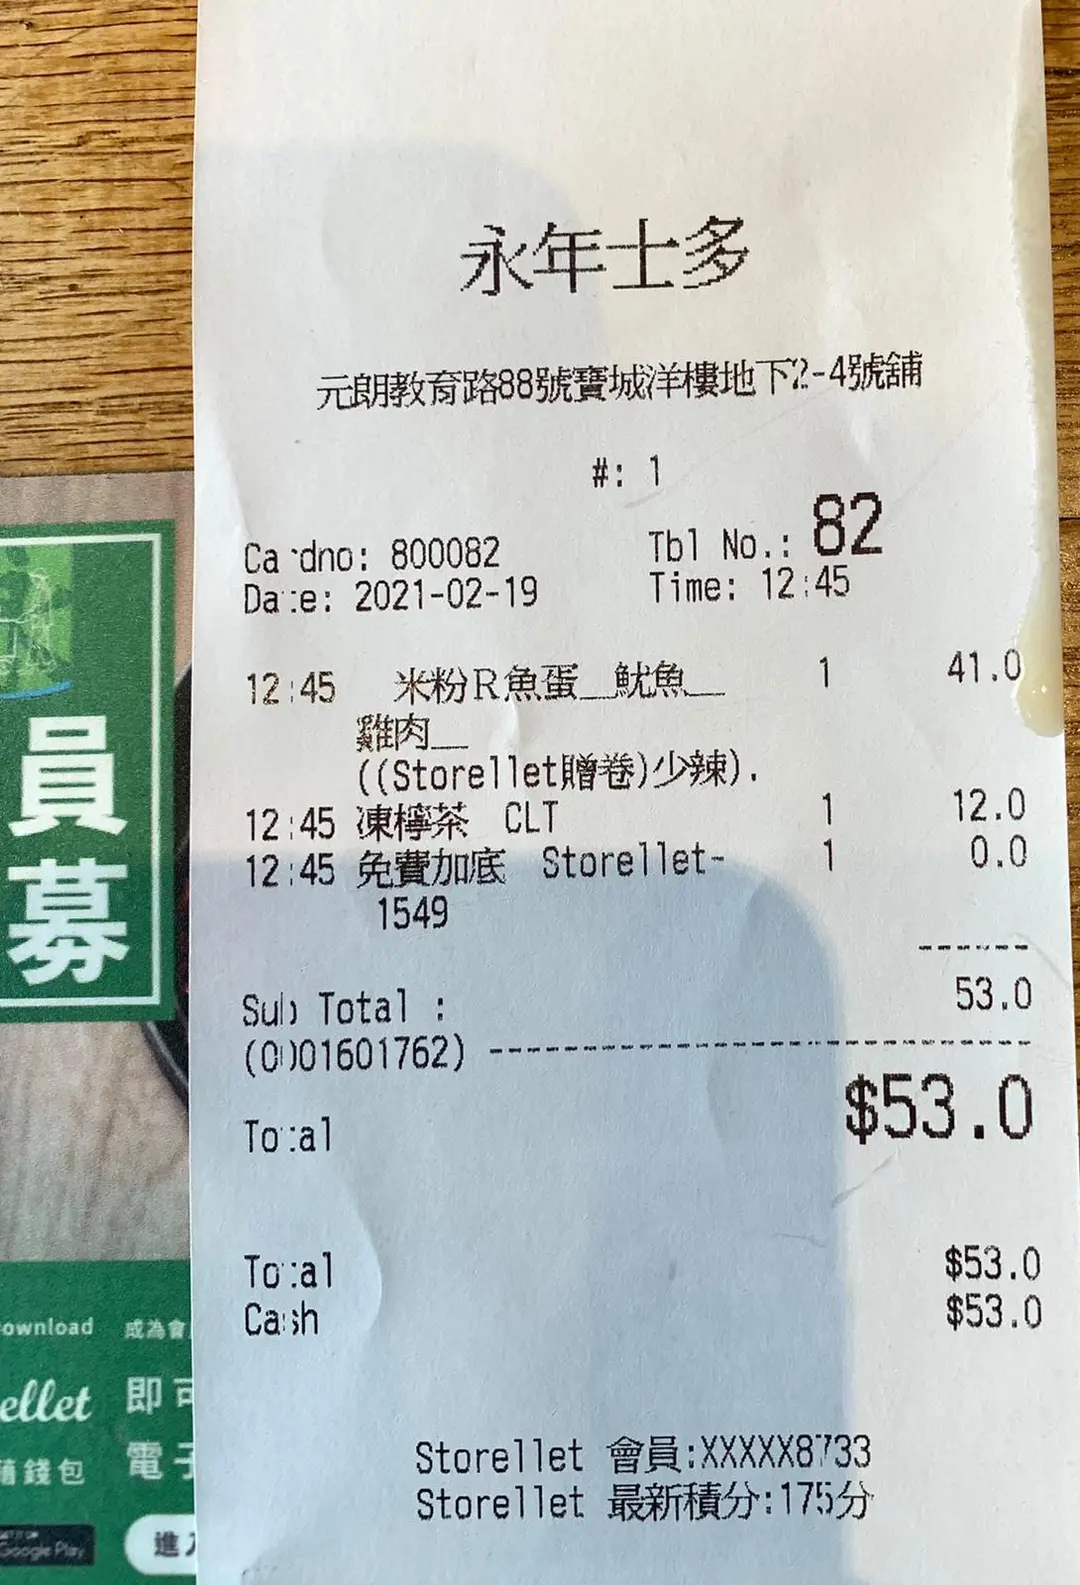 永年士多
元朗教育路88號寶城洋樓地下2-4號舖
#: 1
Cardno: 800082 Tbl No.: 82
Date: 2021-02-19 Time: 12:45
12:45 米粉R魚蛋__魷魚__ 1 41.0
雞肉__
((Storellet贈卷)少辣).
12:45 凍檸茶 CLT 1 12.0
12:45 免費加底 Storellet- 1 0.0
1549
Sub Total : 53.0
(0001601762)
Total $53.0
Total $53.0
Cash $53.0
Storellet 會員:XXXXX8733
Storellet 最新積分:175分
員
募
ownload 成為會
ellet 即可
錢包 電子
Google Play 進入